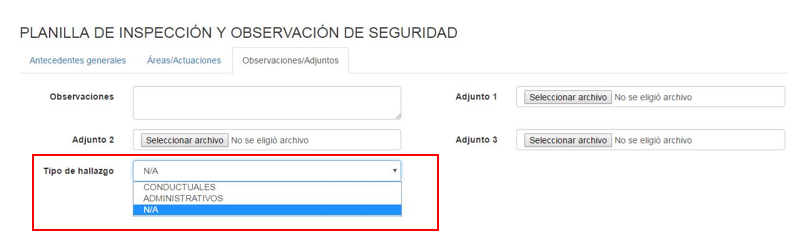 PLANILLA DE INSPECCIÓN Y OBSERVACIÓN DE SEGURIDAD
Antecedentes generales Áreas/Actuaciones Observaciones/Adjuntos
Observaciones Adjunto 1 Seleccionar archivo No se eligió archivo
Adjunto 2 Seleccionar archivo No se eligió archivo Adjunto 3 Seleccionar archivo No se eligió archivo
Tipo de hallazgo N/A
CONDUCTUALES
ADMINISTRATIVOS
N/A